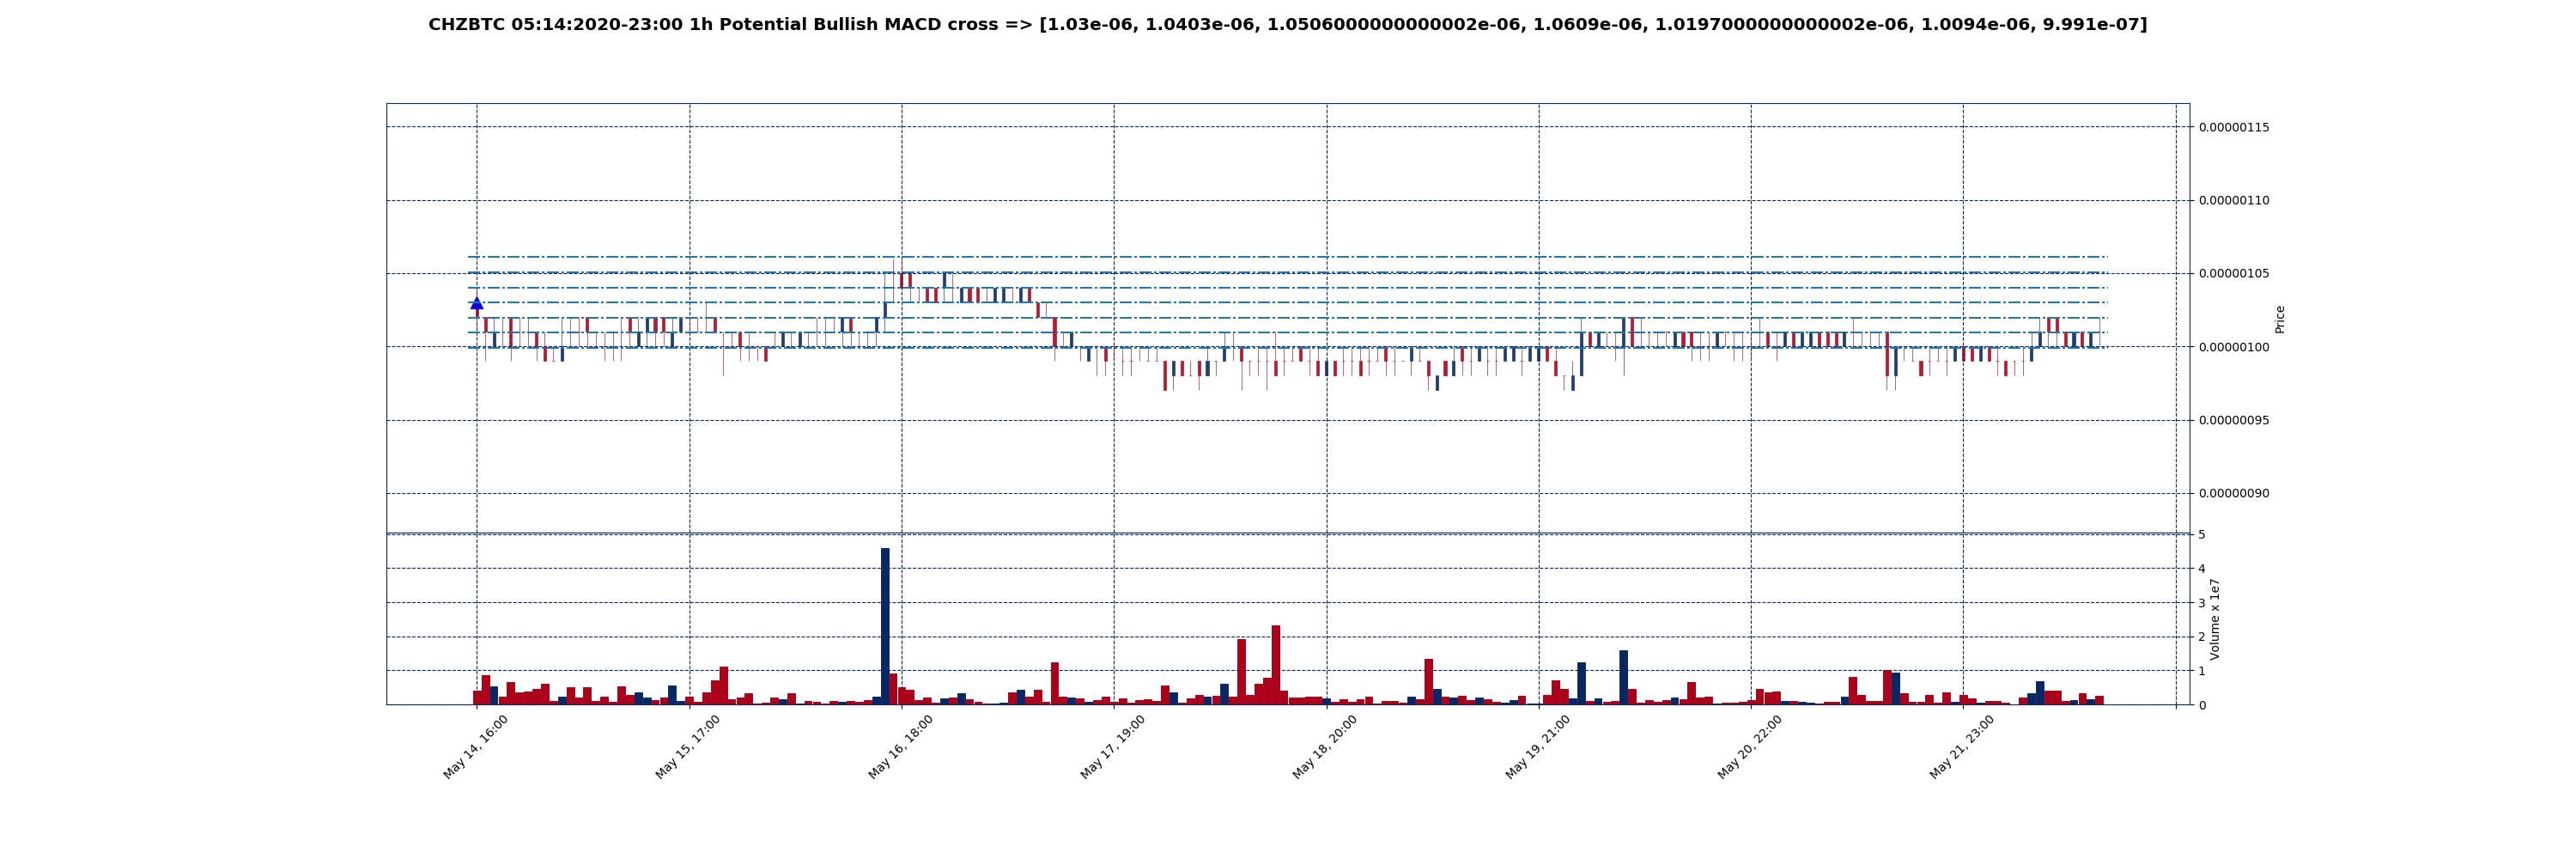 CHZBTC 05:14:2020-23:00 1h Potential Bullish MACD cross => [1.03e-06, 1.0403e-06, 1.0506000000000002e-06, 1.0609e-06, 1.0197000000000002e-06, 1.0094e-06, 9.991e-07]
0.00000115
0.00000110
0.00000105
0.00000100
0.00000095
0.00000090
Price
5
4
3
2
1
0
Volume x 1e7
May 14, 16:00
May 15, 17:00
May 16, 18:00
May 17, 19:00
May 18, 20:00
May 19, 21:00
May 20, 22:00
May 21, 23:00